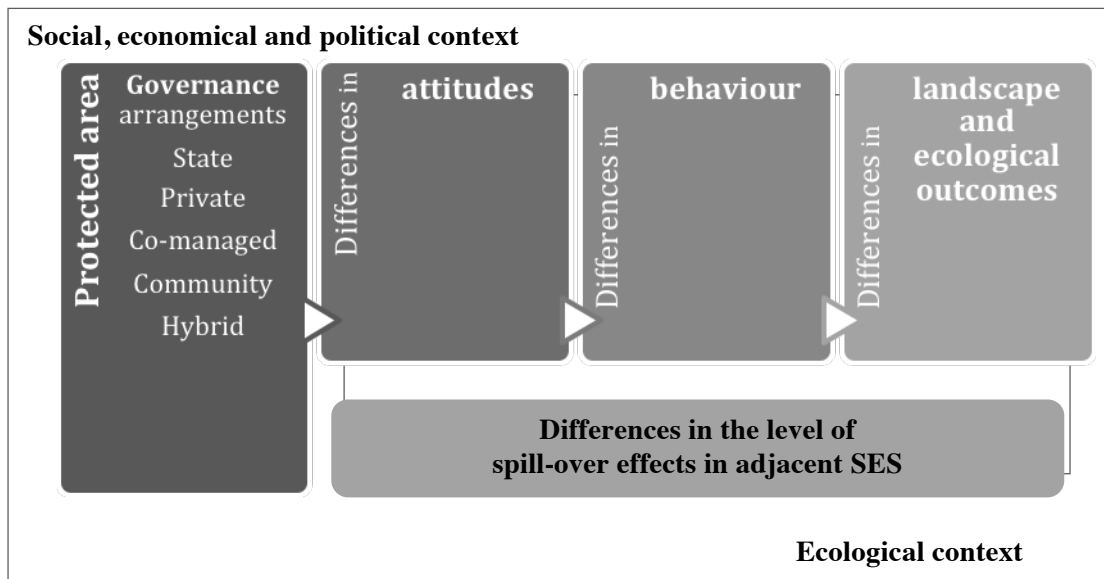 Social, economical and political context
Protected area
Governance
arrangements
State
Private
Co-managed
Community
Hybrid
Differences in
attitudes
Differences in
behaviour
Differences in
landscape
and
ecological
outcomes
Differences in the level of
spill-over effects in adjacent SES
Ecological context